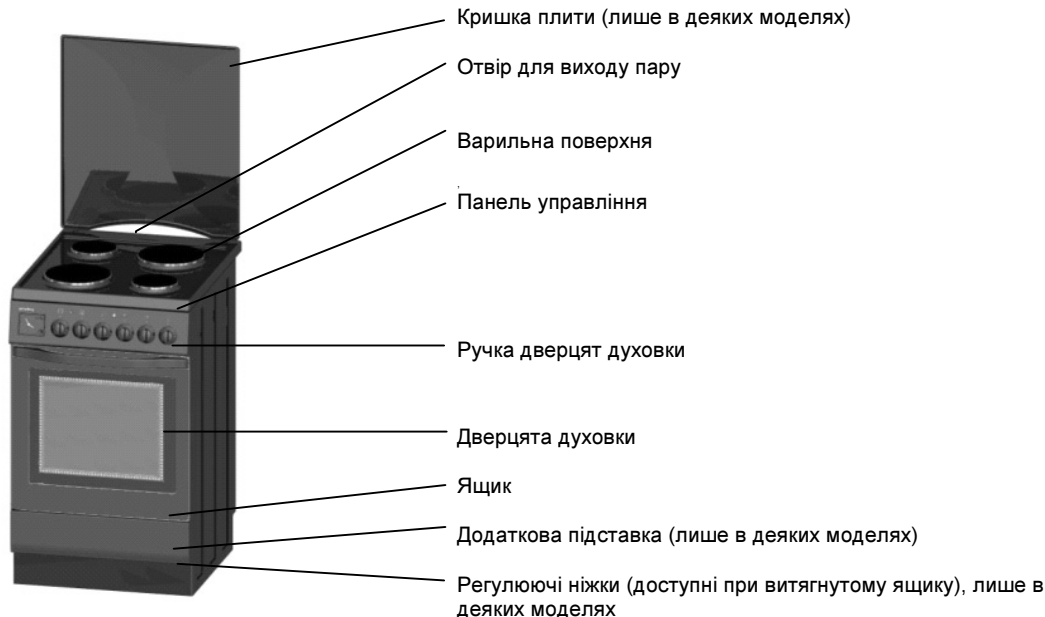 Кришка плити (лише в деяких моделях)
Отвір для виходу пару
Варильна поверхня
Панель управління
Ручка дверцят духовки
Дверцята духовки
Ящик
Додаткова підставка (лише в деяких моделях)
Регулюючі ніжки (доступні при витягнутому ящику), лише в
деяких моделях